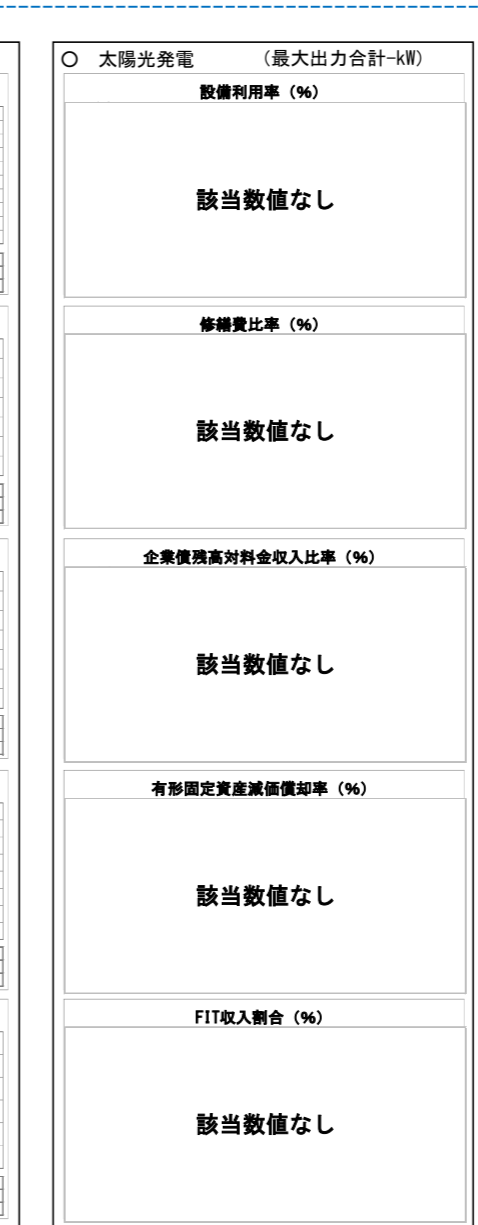 ○ 太陽光発電 （最大出力合計-kW）
設備利用率（%）
該当数値なし
修繕費比率（%）
該当数値なし
企業債残高対料金収入比率（%）
該当数値なし
有形固定資産減価償却率（%）
該当数値なし
FIT収入割合（%）
該当数値なし